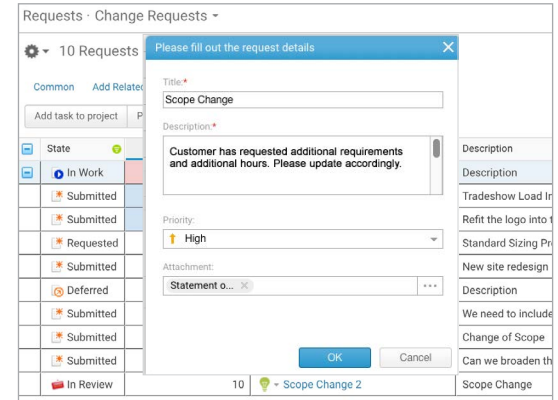 Requests · Change Requests
10 Requests
Please fill out the request details
Common Add Related
Title:*
Scope Change
Add task to project
Description:*
Customer has requested additional requirements
and additional hours. Please update accordingly.
State
Description
In Work
Description
Submitted
Tradeshow Load
Submitted
Refit the logo into
Priority:
High
Requested
Standard Sizing
Submitted
New site redesign
Attachment:
Statement o...
Deferred
Description
Submitted
We need to include
Submitted
Change of Scope
OK
Cancel
Submitted
Can we broaden
In Review
10
Scope Change 2
Scope Change